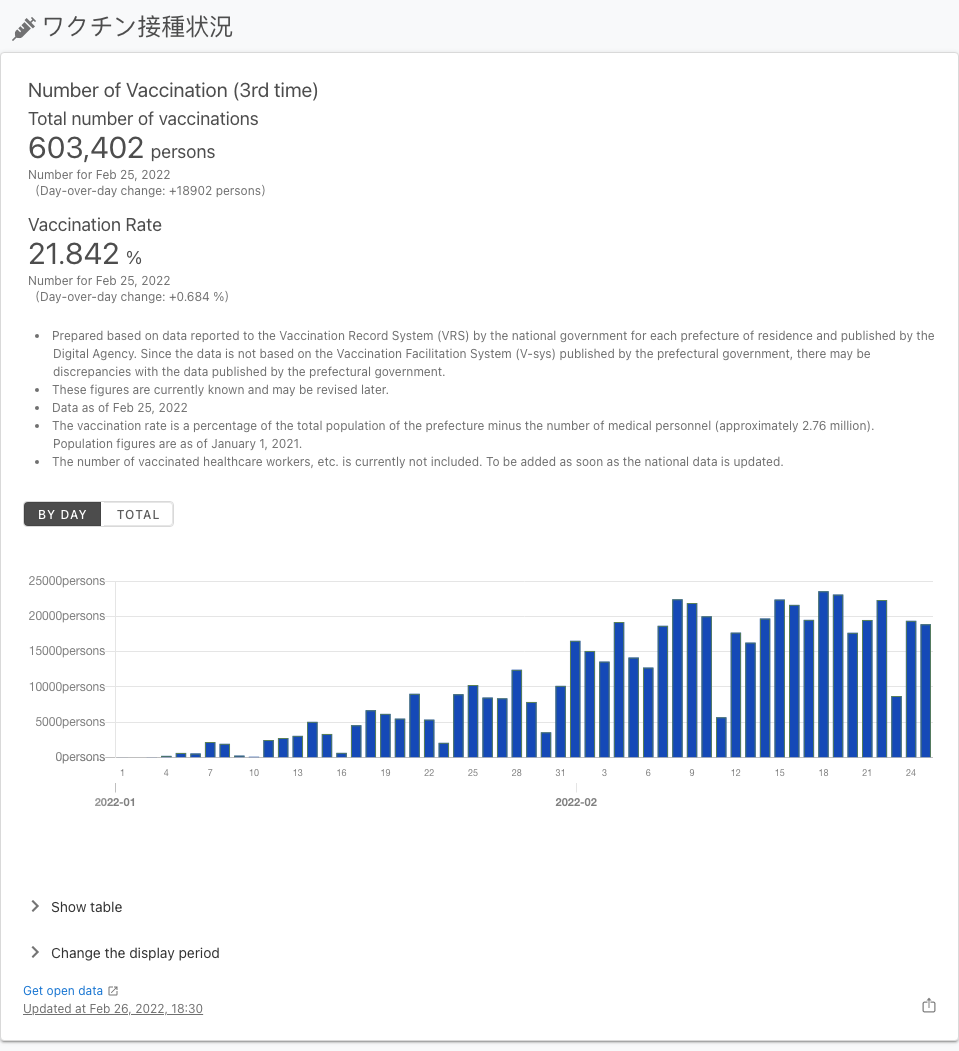 ワクチン接種状況
Number of Vaccination (3rd time)
Total number of vaccinations
603,402 persons
Number for Feb 25, 2022
(Day-over-day change: +18902 persons)
Vaccination Rate
21.842 %
Number for Feb 25, 2022
(Day-over-day change: +0.684 %)
• Prepared based on data reported to the Vaccination Record System (VRS) by the national government for each prefecture of residence and published by the
Digital Agency. Since the data is not based on the Vaccination Facilitation System (V-sys) published by the prefectural government, there may be
discrepancies with the data published by the prefectural government.
• These figures are currently known and may be revised later.
• Data as of Feb 25, 2022
• The vaccination rate is a percentage of the total population of the prefecture minus the number of medical personnel (approximately 2.76 million).
Population figures are as of January 1, 2021.
• The number of vaccinated healthcare workers, etc. is currently not included. To be added as soon as the national data is updated.
BY DAY TOTAL
25000persons
20000persons
15000persons
10000persons
5000persons
0persons
1 4 7 10 13 16 19 22 25 28 31 3 6 9 12 15 18 21 24
2022-01 2022-02
Show table
Change the display period
Get open data
Updated at Feb 26, 2022, 18:30